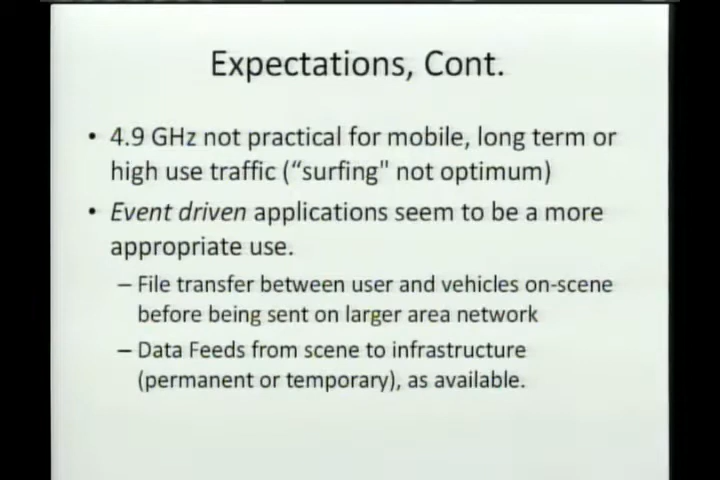 Expectations, Cont.
• 4.9 GHz not practical for mobile, long term or
high use traffic (“surfing" not optimum)
• Event driven applications seem to be a more
appropriate use.
– File transfer between user and vehicles on-scene
before being sent on larger area network
– Data Feeds from scene to infrastructure
(permanent or temporary), as available.